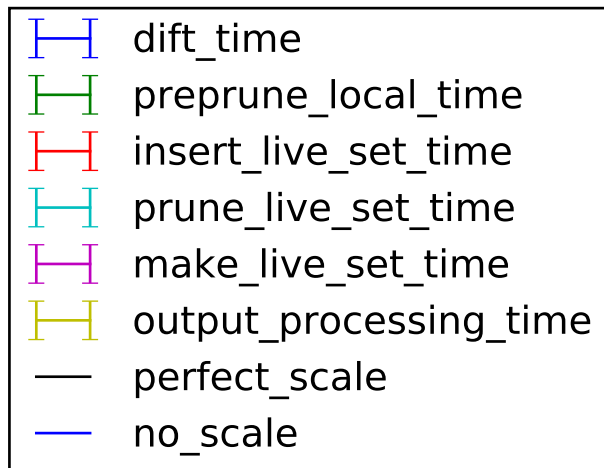 dift_time
preprune_local_time
insert_live_set_time
prune_live_set_time
make_live_set_time
output_processing_time
perfect_scale
no_scale